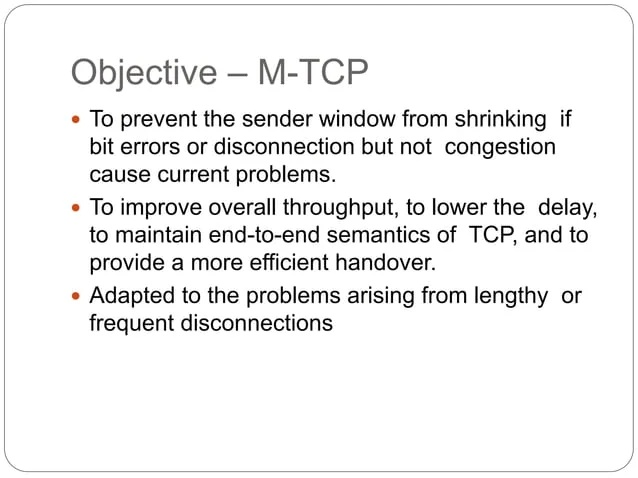 Objective – M-TCP
• To prevent the sender window from shrinking  if
bit errors or disconnection but not  congestion
cause current problems.
• To improve overall throughput, to lower the  delay,
to maintain end-to-end semantics of  TCP, and to
provide a more efficient handover.
• Adapted to the problems arising from lengthy  or
frequent disconnections